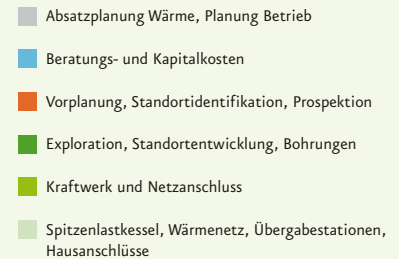 Absatzplanung Wärme, Planung Betrieb
Beratungs- und Kapitalkosten
Vorplanung, Standortidentifikation, Prospektion
Exploration, Standortentwicklung, Bohrungen
Kraftwerk und Netzanschluss
Spitzenlastkessel, Wärmenetz, Übergabestationen,
Hausanschlüsse